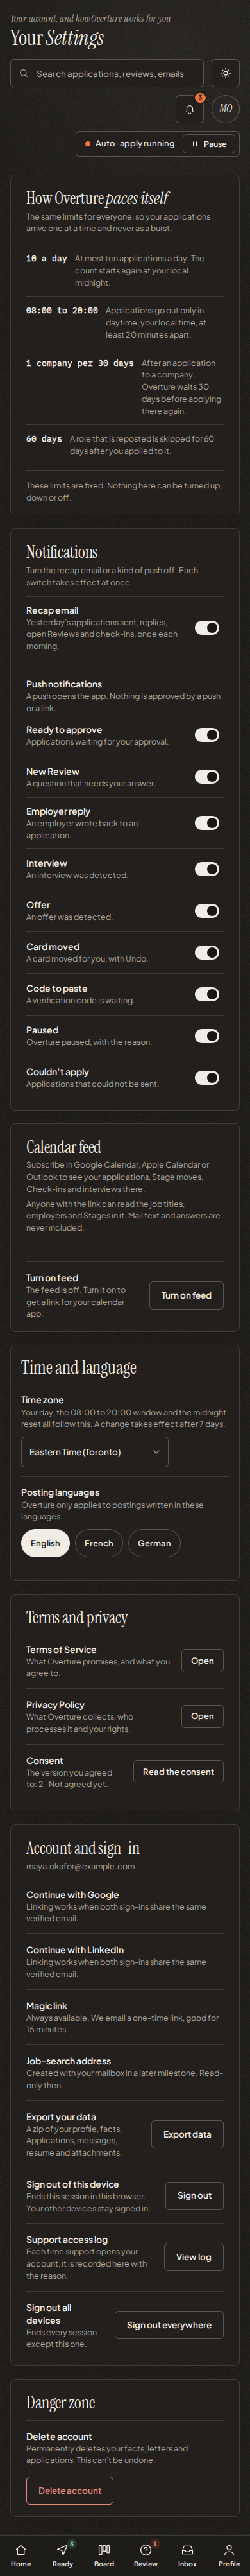 Your account, and how Overture works for you
Your Settings
Search applications, reviews, emails
3
MO
Auto-apply running
Pause
How Overture paces itself
The same limits for everyone, so your applications
arrive one at a time and never as a burst.
10 a day
At most ten applications a day. The
count starts again at your local
midnight.
08:00 to 20:00
Applications go out only in
daytime, your local time, at
least 20 minutes apart.
1 company per 30 days
After an application
to a company,
Overture waits 30
days before applying
there again.
60 days
A role that is reposted is skipped for 60
days after you applied to it.
These limits are fixed. Nothing here can be turned up,
down or off.
Notifications
Turn the recap email or a kind of push off. Each
switch takes effect at once.
Recap email
Yesterday's applications sent, replies,
open Reviews and check-ins, once each
morning.
Push notifications
A push opens the app. Nothing is approved by a push
or a link.
Ready to approve
Applications waiting for your approval.
New Review
A question that needs your answer.
Employer reply
An employer wrote back to an
application.
Interview
An interview was detected.
Offer
An offer was detected.
Card moved
A card moved for you, with Undo.
Code to paste
A verification code is waiting.
Paused
Overture paused, with the reason.
Couldn't apply
Applications that could not be sent.
Calendar feed
Subscribe in Google Calendar, Apple Calendar or
Outlook to see your applications, Stage moves,
Check-ins and interviews there.
Anyone with the link can read the job titles,
employers and Stages in it. Mail text and answers are
never included.
Turn on feed
The feed is off. Turn it on to
get a link for your calendar
app.
Turn on feed
Time and language
Time zone
Your day, the 08:00 to 20:00 window and the midnight
reset all follow this. A change takes effect after 7 days.
Eastern Time (Toronto)
Posting languages
Overture only applies to postings written in these
languages.
English
French
German
Terms and privacy
Terms of Service
What Overture promises, and what you
agree to.
Open
Privacy Policy
What Overture collects, who
processes it and your rights.
Open
Consent
The version you agreed
to: 2 · Not agreed yet.
Read the consent
Account and sign-in
maya.okafor@example.com
Continue with Google
Linking works when both sign-ins share the same
verified email.
Continue with LinkedIn
Linking works when both sign-ins share the same
verified email.
Magic link
Always available. We email a one-time link, good for
15 minutes.
Job-search address
Created with your mailbox in a later milestone. Read-
only then.
Export your data
A zip of your profile, facts,
Applications, messages,
resume and attachments.
Export data
Sign out of this device
Ends this session in this browser.
Your other devices stay signed in.
Sign out
Support access log
Each time support opens your
account, it is recorded here with
the reason.
View log
Sign out all
devices
Ends every session
except this one.
Sign out everywhere
Danger zone
Delete account
Permanently deletes your facts, letters and
applications. This can't be undone.
Delete account
Home
5
Ready
Board
1
Review
Inbox
Profile